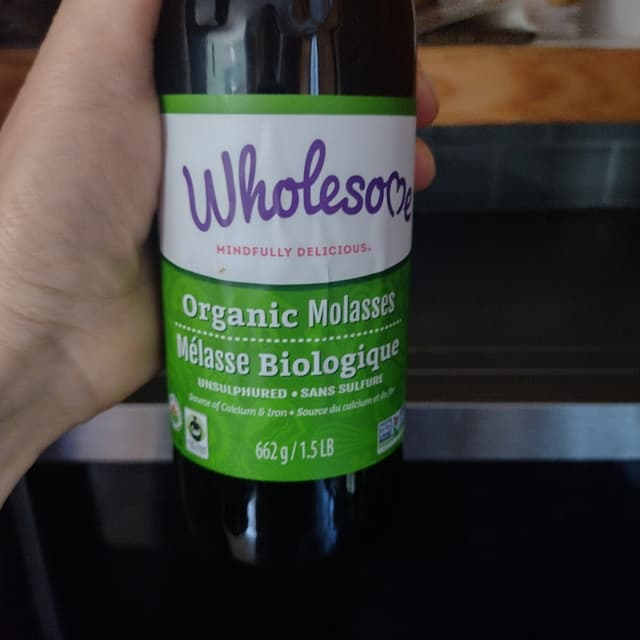 Wholesome
MINDFULLY DELICIOUS™
Organic Molasses
Mélasse Biologique
UNSULPHURED • SANS SULFURE
Source of Calcium & Iron • Source du calcium et du fer
662 g / 1.5 LB